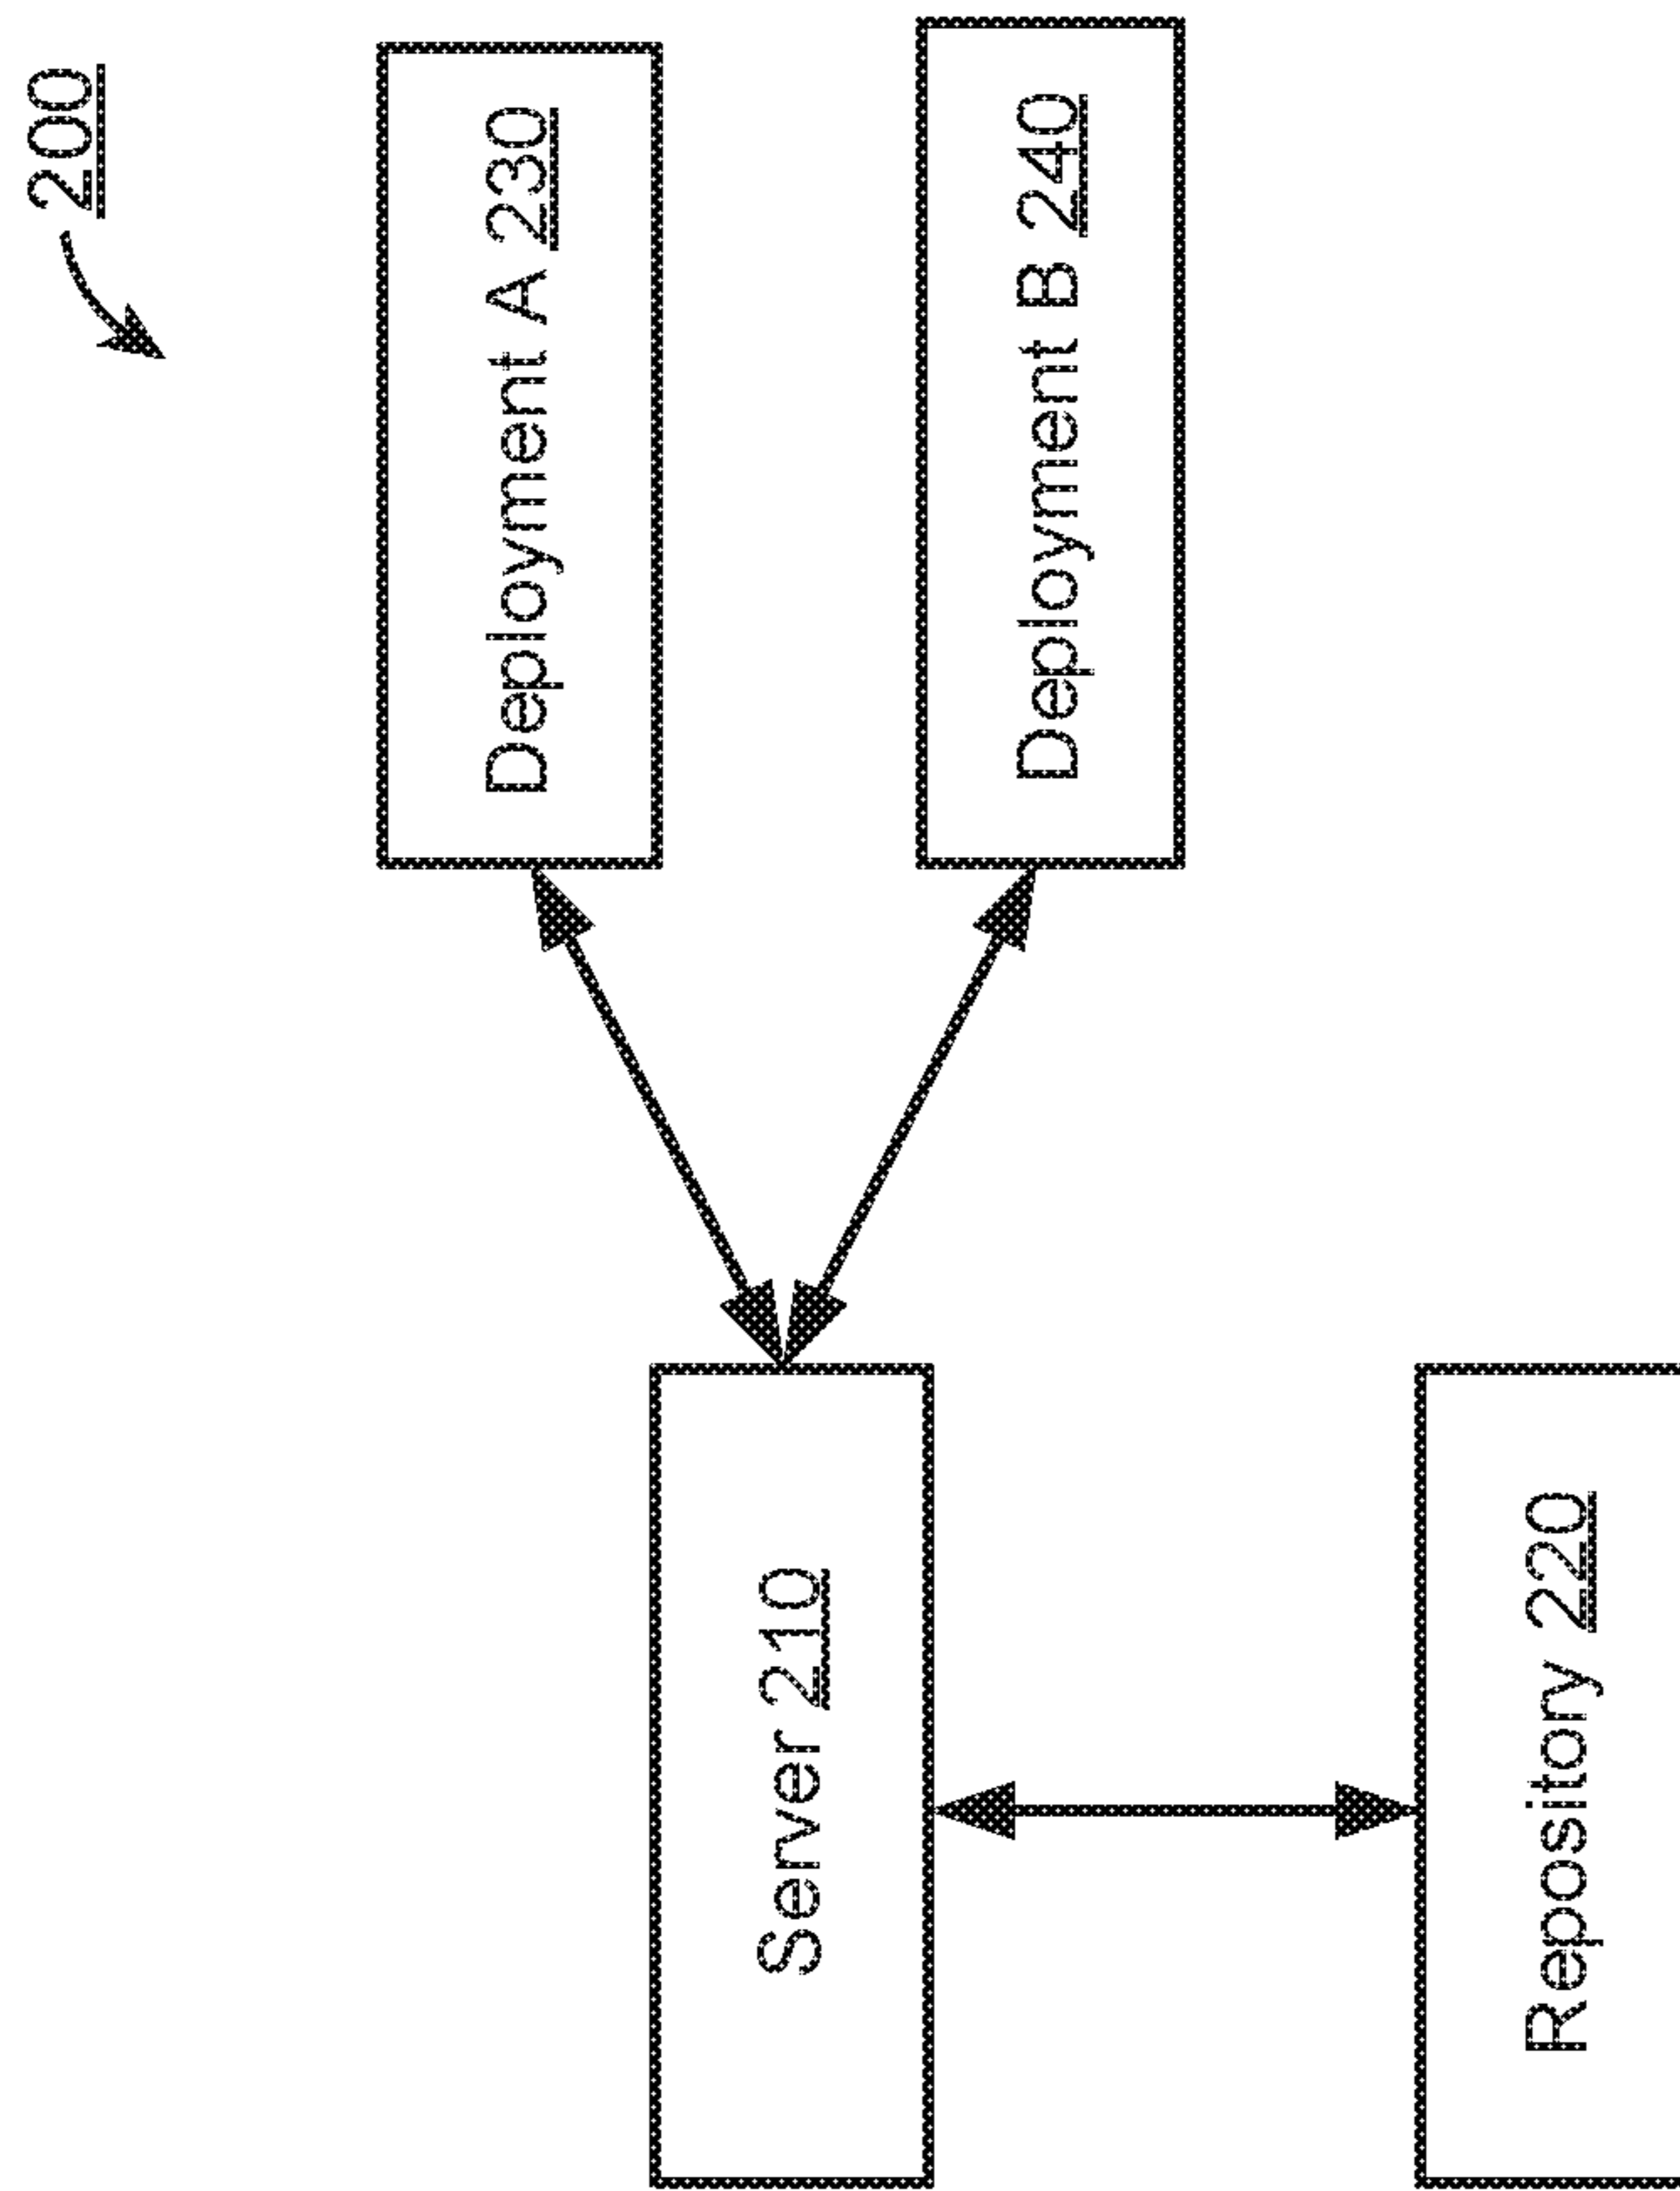 200
Deployment A 230
Server 210
Deployment B 240
Repository 220